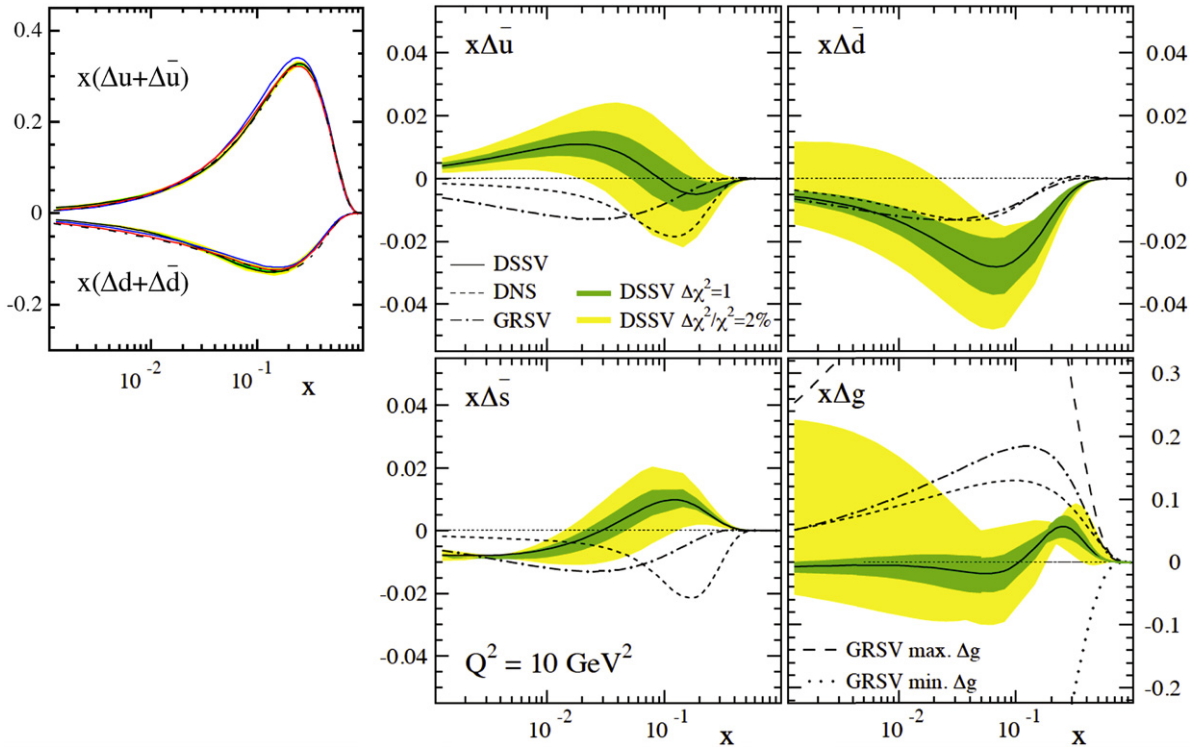 0.4
0.2
0
-0.2
x(Δu+Δū)
x(Δd+Δd̄)
10⁻²
10⁻¹
x
0.04
0.02
0
-0.02
-0.04
xΔū
DSSV
DNS
GRSV
DSSV Δχ²=1
DSSV Δχ²/χ²=2%
xΔd̄
0.04
0.02
0
-0.02
-0.04
0.04
0.02
0
-0.02
-0.04
xΔs̄
Q² = 10 GeV²
10⁻²
10⁻¹
x
xΔg
0.3
0.2
0.1
0
-0.1
-0.2
GRSV max. Δg
GRSV min. Δg
10⁻²
10⁻¹
x